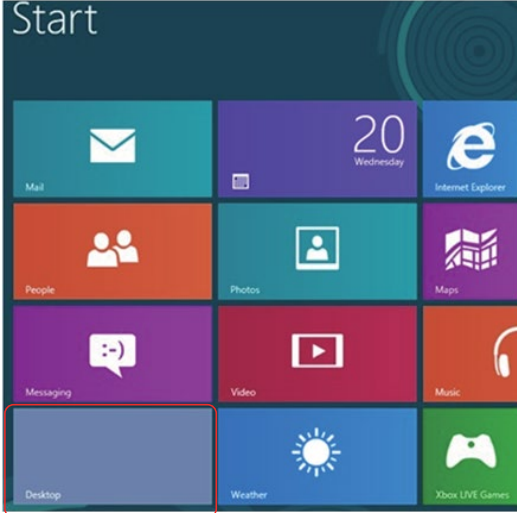 Start
Mail
20
Wednesday
Internet Explorer
People
Photos
Maps
Messaging
Video
Music
Desktop
Weather
Xbox LIVE Games